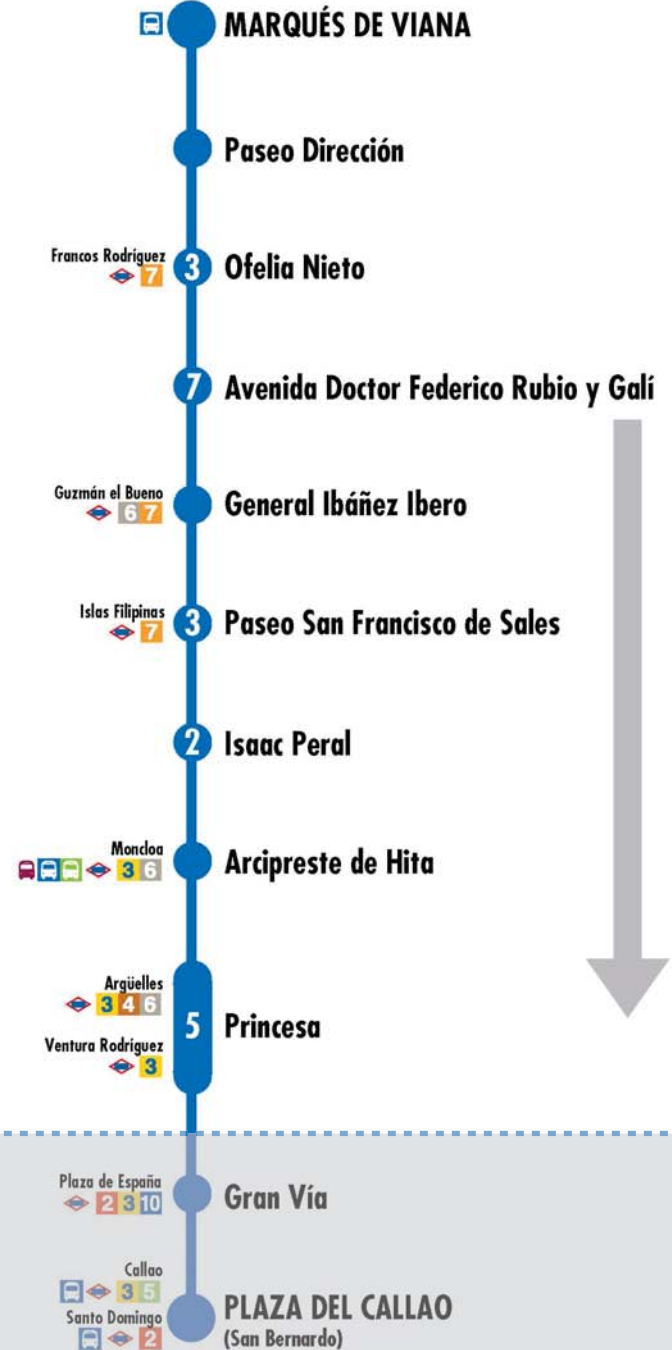 MARQUÉS DE VIANA
Paseo Dirección
Francos Rodríguez
7
3
Ofelia Nieto
7
Avenida Doctor Federico Rubio y Galí
Guzmán el Bueno
6 7
General Ibáñez Ibero
Islas Filipinas
7
3
Paseo San Francisco de Sales
2
Isaac Peral
Moncloa
3 6
Arcipreste de Hita
Argüelles
3 4 6
Ventura Rodríguez
3
5
Princesa
Plaza de España
2 3 10
Gran Vía
Callao
3 5
Santo Domingo
2
PLAZA DEL CALLAO
(San Bernardo)